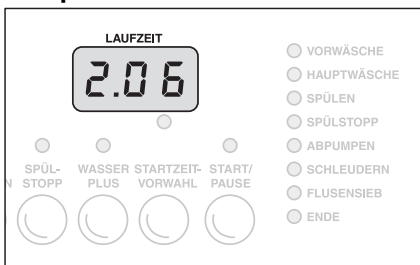 LAUFZEIT
2.06
VORWÄSCHE
HAUPTWÄSCHE
SPÜLEN
SPÜLSTOPP
ABPUMPEN
SCHLEUDERN
FLUSENSIEB
ENDE
SPÜL- WASSER STARTZEIT- START/
N STOPP PLUS VORWAHL PAUSE